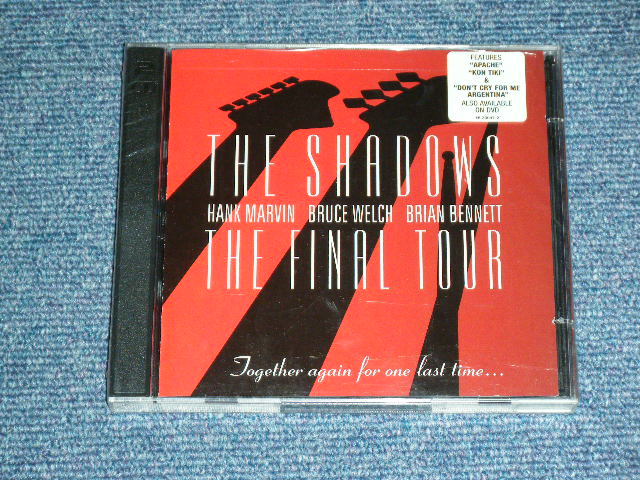 FEATURES
"APACHE"
"KON TIKI"
&
"DON'T CRY FOR ME
ARGENTINA"
ALSO AVAILABLE
ON DVD
THE SHADOWS
HANK MARVIN BRUCE WELCH BRIAN BENNETT
THE FINAL TOUR
Together again for one last time...